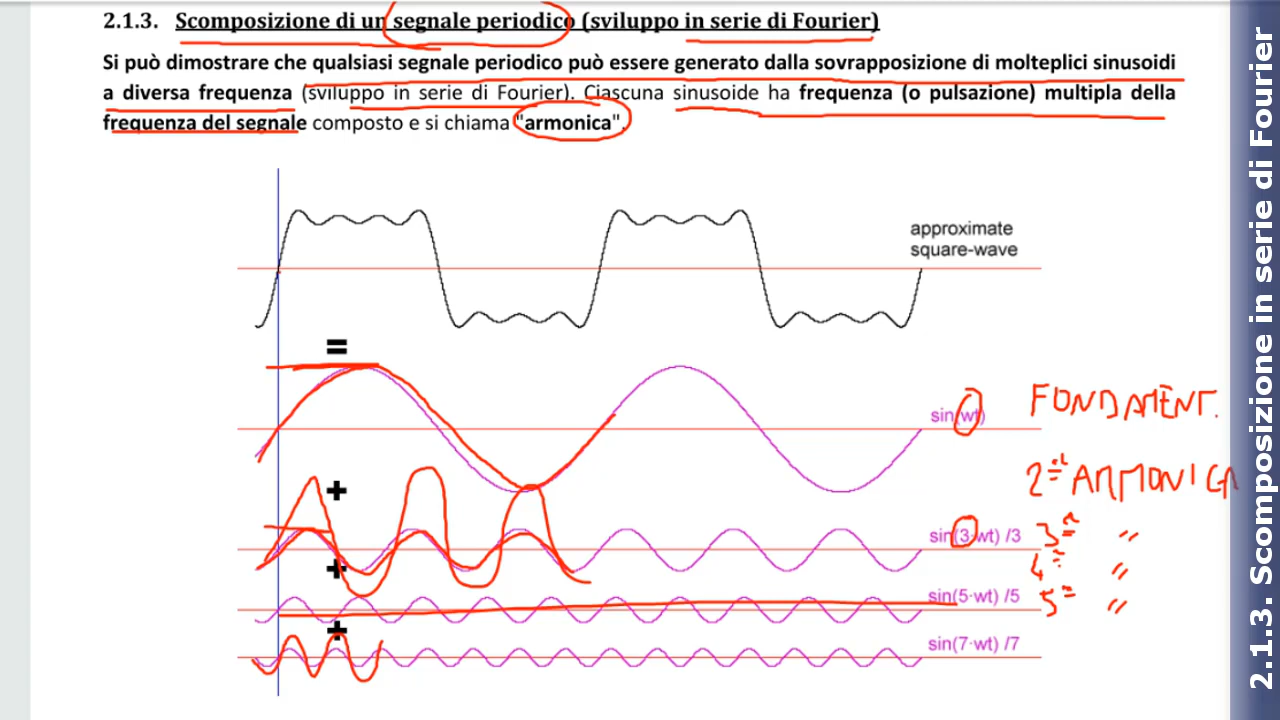 2.1.3. Scomposizione di un segnale periodico (sviluppo in serie di Fourier)
Si può dimostrare che qualsiasi segnale periodico può essere generato dalla sovrapposizione di molteplici sinusoidi
a diversa frequenza (sviluppo in serie di Fourier). Ciascuna sinusoide ha frequenza (o pulsazione) multipla della
frequenza del segnale composto e si chiama "armonica".
approximate
square-wave
=
sin(wt)
FONDAMENT.
+
2ª ARMONICA
sin(3·wt) /3
3ª "
+
4ª "
sin(5·wt) /5
5ª "
+
sin(7·wt) /7
2.1.3. Scomposizione in serie di Fourier